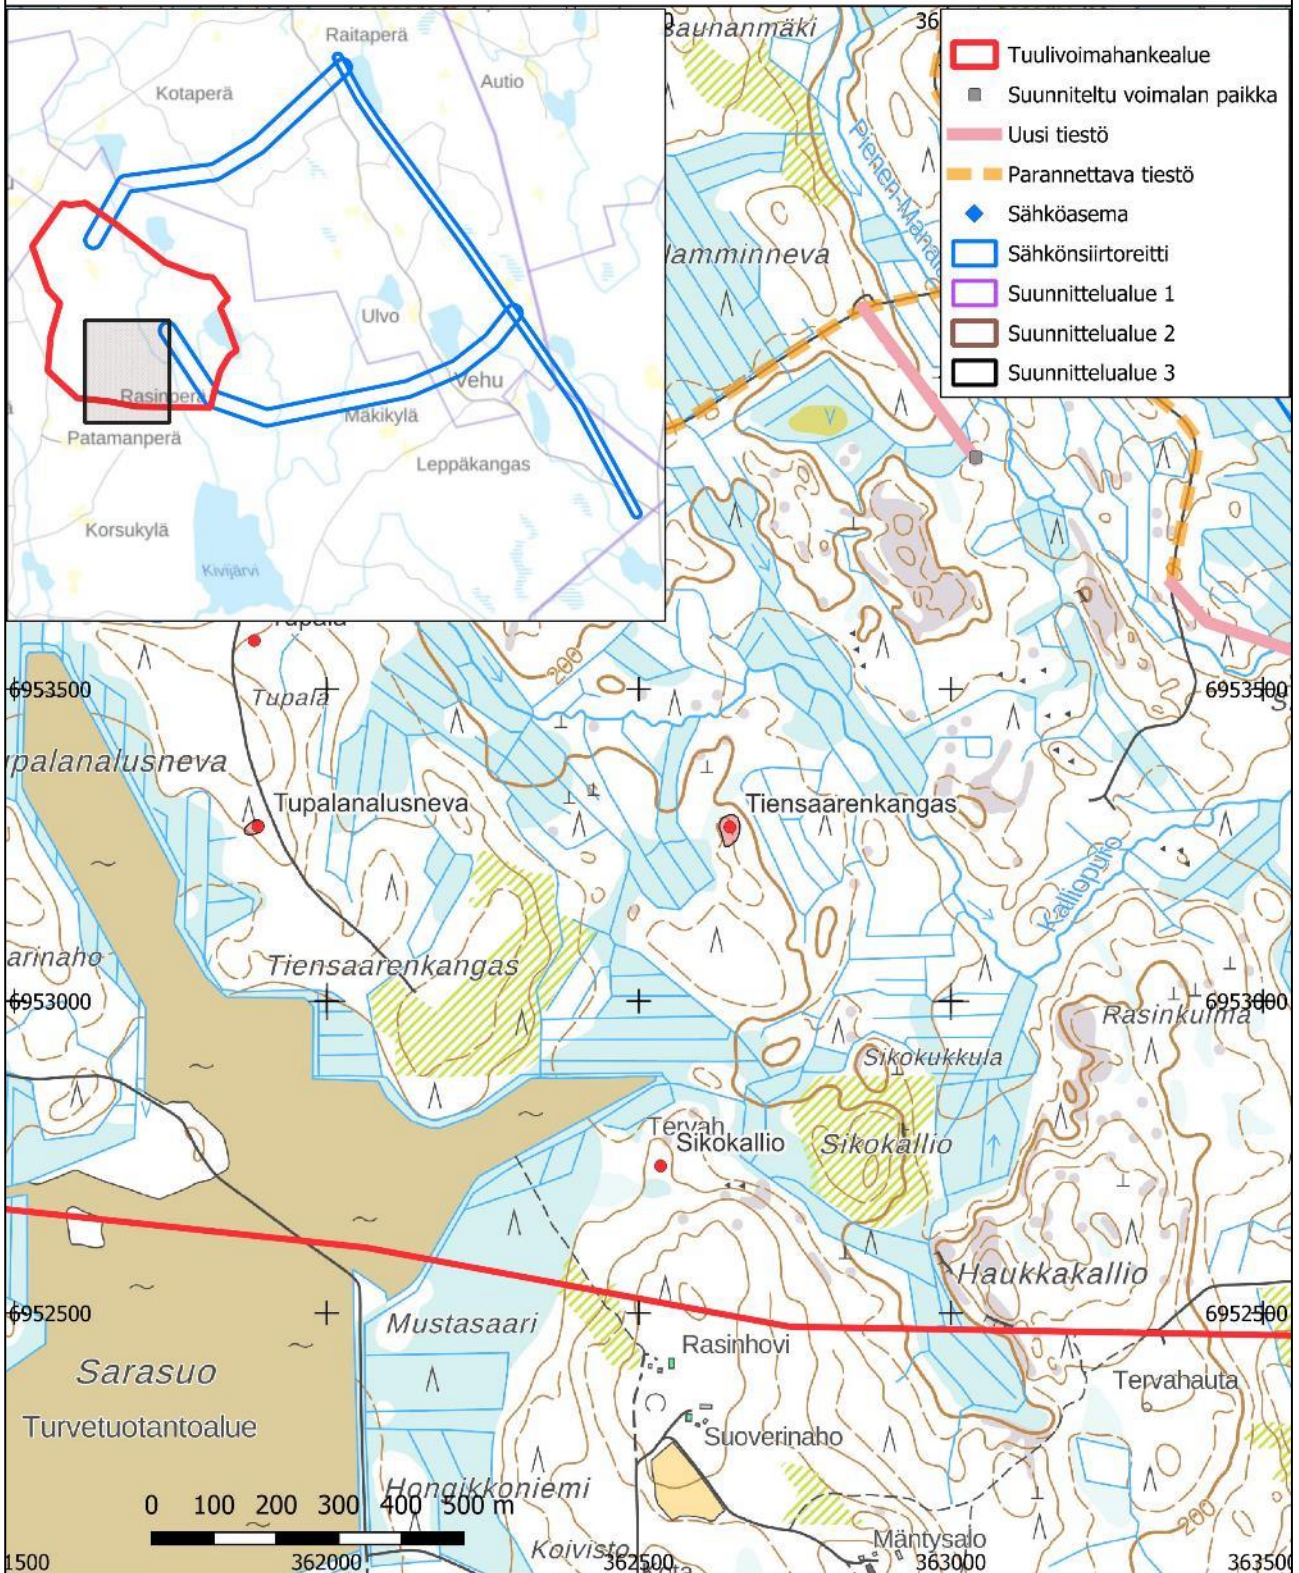 Raitaperä
Autio
Kotaperä
Ulvo
Vehu
Rasinperä
Mäkikylä
Patamanperä
Leppäkangas
Korsukylä
Kivijärvi
saunanmäki
36
Tuulivoimahankealue
Suunniteltu voimalan paikka
Uusi tiestö
Parannettava tiestö
Sähköasema
Sähkönsiirtoreitti
Suunnittelualue 1
Suunnittelualue 2
Suunnittelualue 3
lamminneva
Tupala
200
6953500
6953500
Tupala
palanalusneva
Tupalanalusneva
Tiensaarenkangas
Kalliopuro
arinaho
Tiensaarenkangas
6953000
6953000
Rasinkulma
Sikokukkula
Tervah
Sikokallio
Sikokallio
Haukkakallio
6952500
6952500
Mustasaari
Rasinhovi
Sarasuo
Tervahauta
Turvetuotantoalue
Suoverinaho
Hongikkoniemi
0 100 200 300 400 500 m
200
Mäntysalo
Koivisto
1500
362000
362500
363000
363500